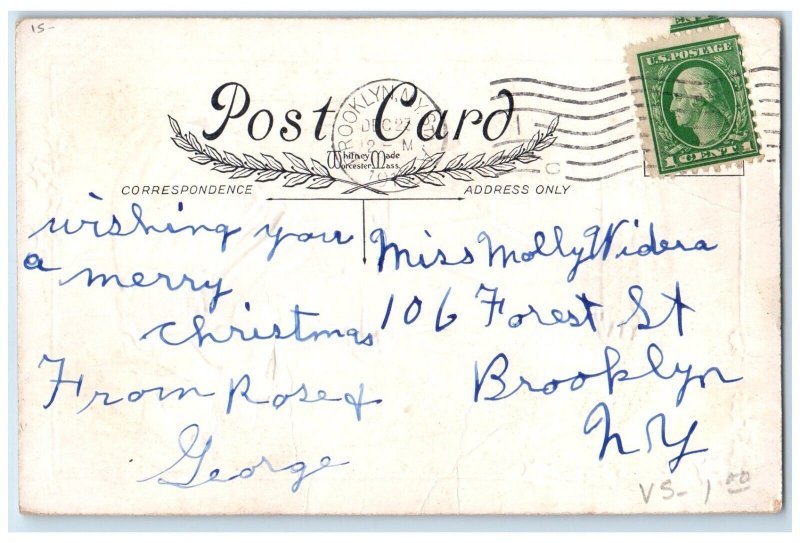 15-
Post Card
Whitney Made
Worcester Mass
CORRESPONDENCE
ADDRESS ONLY
BROOKLYN, N.Y.
DEC 27
12-M
U.S. POSTAGE
1 CENT 1
wishing you
a merry
christmas
From Rose &
George
Miss Molly Widera
106 Forest St
Brooklyn
N Y
VS- 1.00